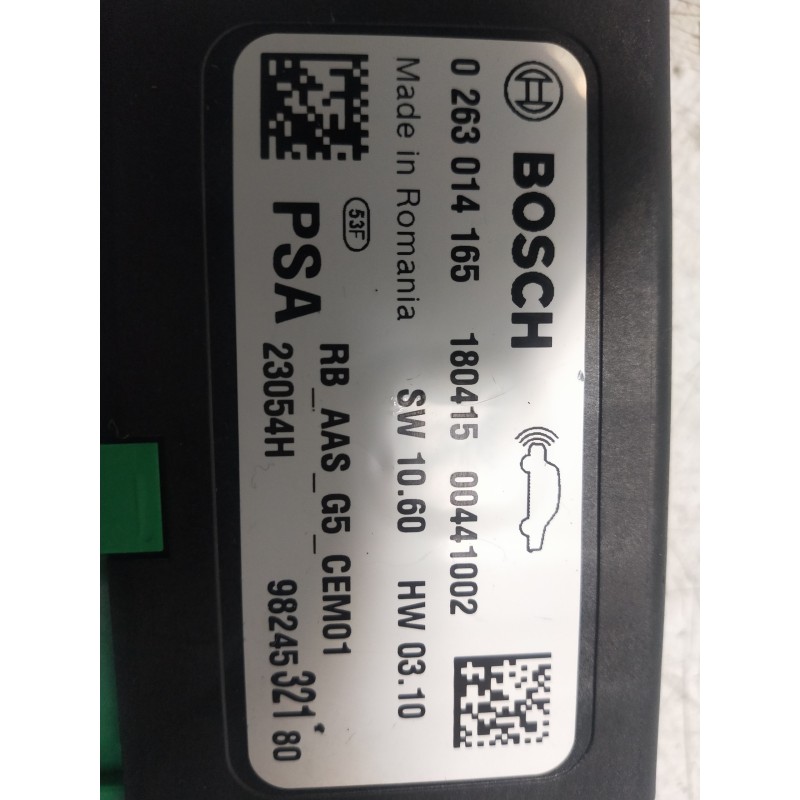 BOSCH
0 263 014 165 180415 00441002
Made in Romania SW 10.60 HW 03.10
53F RB_AAS_G5_CEM01
PSA 23054H 98245321* 80